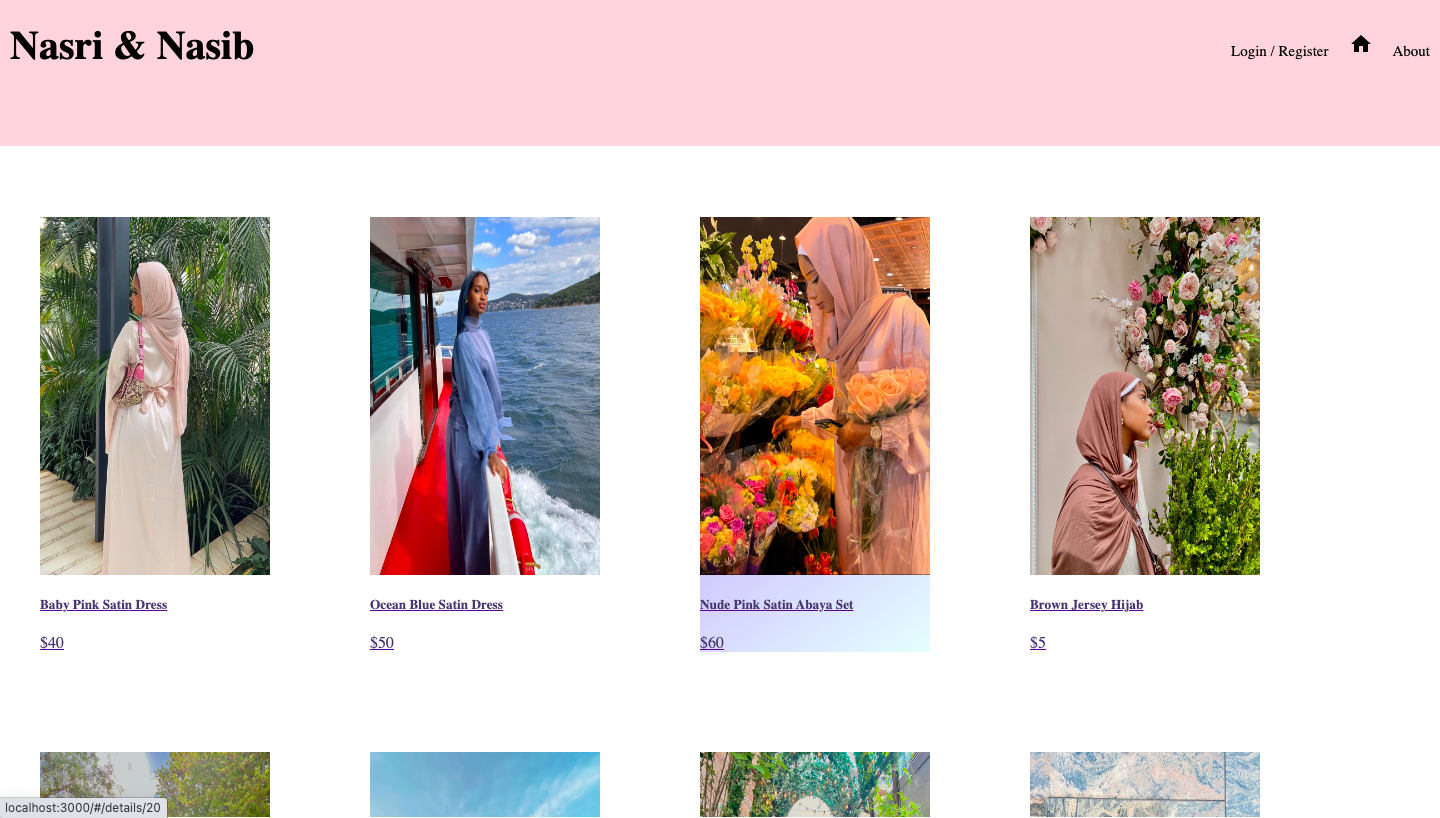 Nasri & Nasib
Login / Register
About
Baby Pink Satin Dress
Ocean Blue Satin Dress
Nude Pink Satin Abaya Set
Brown Jersey Hijab
$40
$50
$60
$5
localhost:3000/#/details/20